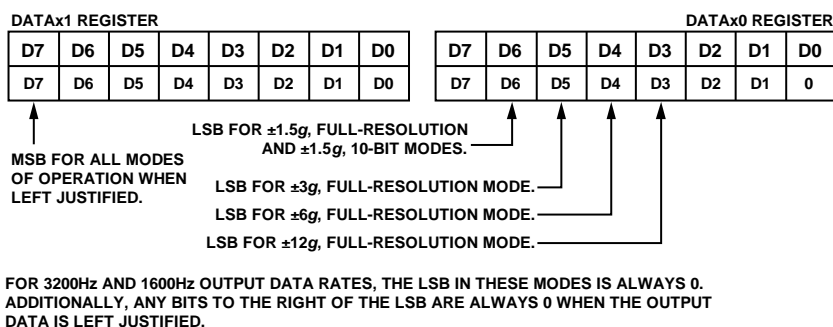 DATAx1 REGISTER DATAx0 REGISTER
D7 D6 D5 D4 D3 D2 D1 D0 D7 D6 D5 D4 D3 D2 D1 D0
D7 D6 D5 D4 D3 D2 D1 D0 D7 D6 D5 D4 D3 D2 D1 0
MSB FOR ALL MODES
OF OPERATION WHEN
LEFT JUSTIFIED.
LSB FOR ±1.5g, FULL-RESOLUTION
AND ±1.5g, 10-BIT MODES.
LSB FOR ±3g, FULL-RESOLUTION MODE.
LSB FOR ±6g, FULL-RESOLUTION MODE.
LSB FOR ±12g, FULL-RESOLUTION MODE.
FOR 3200Hz AND 1600Hz OUTPUT DATA RATES, THE LSB IN THESE MODES IS ALWAYS 0.
ADDITIONALLY, ANY BITS TO THE RIGHT OF THE LSB ARE ALWAYS 0 WHEN THE OUTPUT
DATA IS LEFT JUSTIFIED.